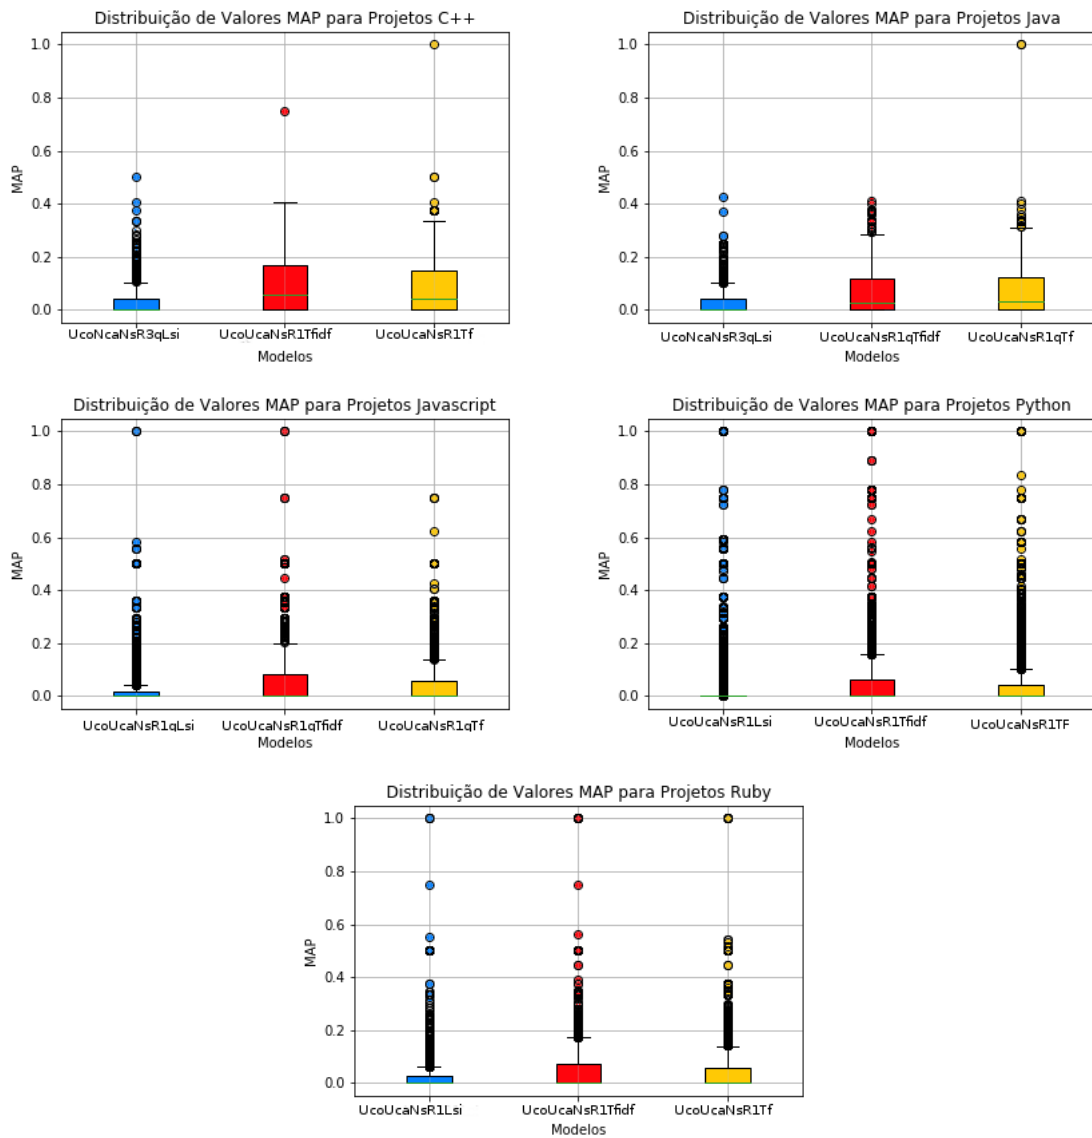 Distribuição de Valores MAP para Projetos C++
1.0
0.8
0.6
0.4
0.2
0.0
MAP
UcoNcaNsR3qLsi
UcoUcaNsR1Tfidf
UcoUcaNsR1Tf
Modelos
Distribuição de Valores MAP para Projetos Java
1.0
0.8
0.6
0.4
0.2
0.0
MAP
UcoNcaNsR3qLsi
UcoUcaNsR1qTfidf
UcoUcaNsR1qTf
Modelos
Distribuição de Valores MAP para Projetos Javascript
1.0
0.8
0.6
0.4
0.2
0.0
MAP
UcoUcaNsR1qLsi
UcoUcaNsR1qTfidf
UcoUcaNsR1qTf
Modelos
Distribuição de Valores MAP para Projetos Python
1.0
0.8
0.6
0.4
0.2
0.0
MAP
UcoUcaNsR1Lsi
UcoUcaNsR1Tfidf
UcoUcaNsR1TF
Modelos
Distribuição de Valores MAP para Projetos Ruby
1.0
0.8
0.6
0.4
0.2
0.0
MAP
UcoUcaNsR1Lsi
UcoUcaNsR1Tfidf
UcoUcaNsR1Tf
Modelos